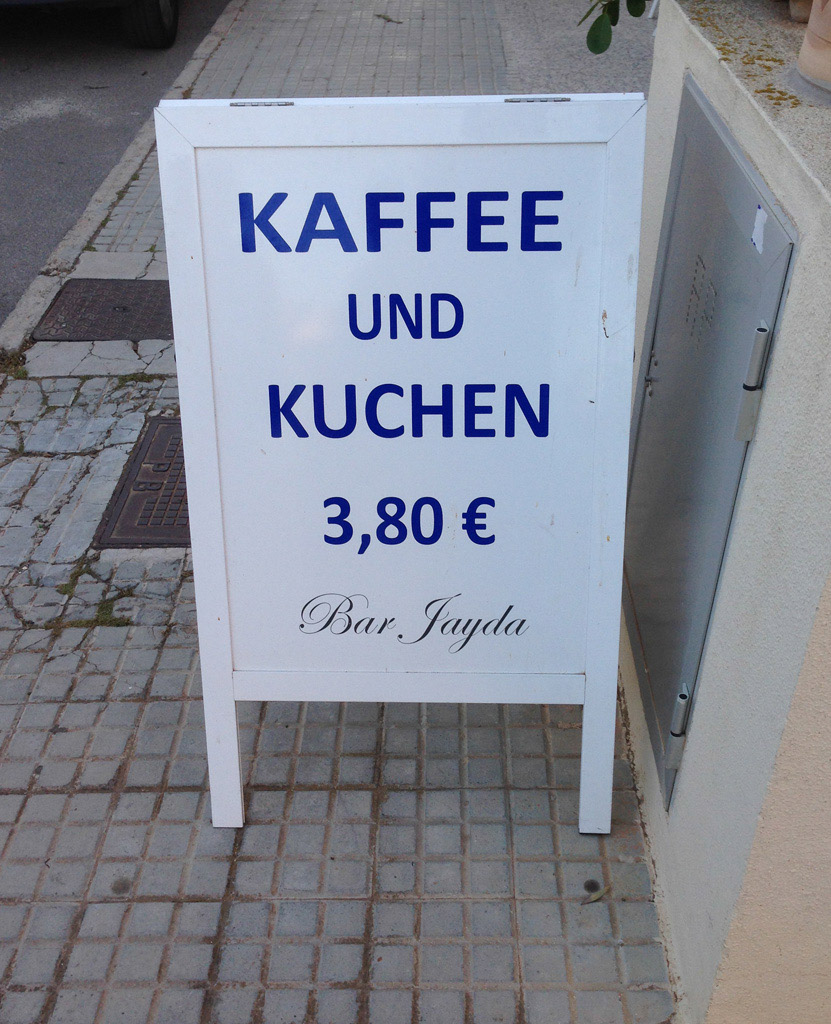 KAFFEE
UND
KUCHEN
3,80 €
Bar Jayda